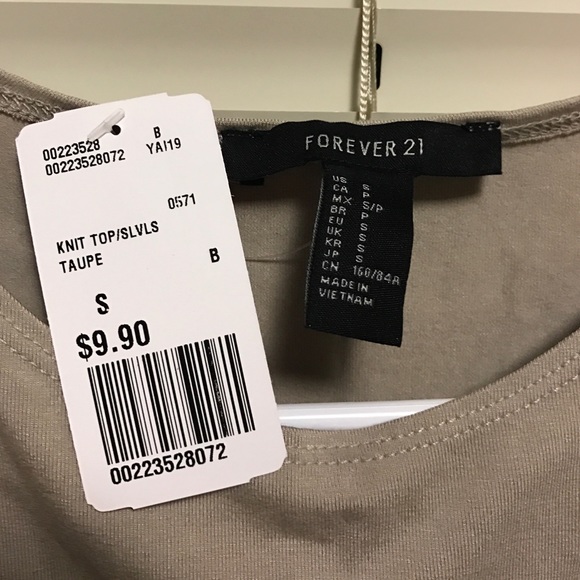 00223528 B
00223528072 YAI19
0571
KNIT TOP/SLVLS
TAUPE B
S
$9.90
00223528072
FOREVER 21
US S
CA P
MX S/P
BR P
EU S
UK S
KR S
JP S
CN 160/84A
MADE IN
VIETNAM